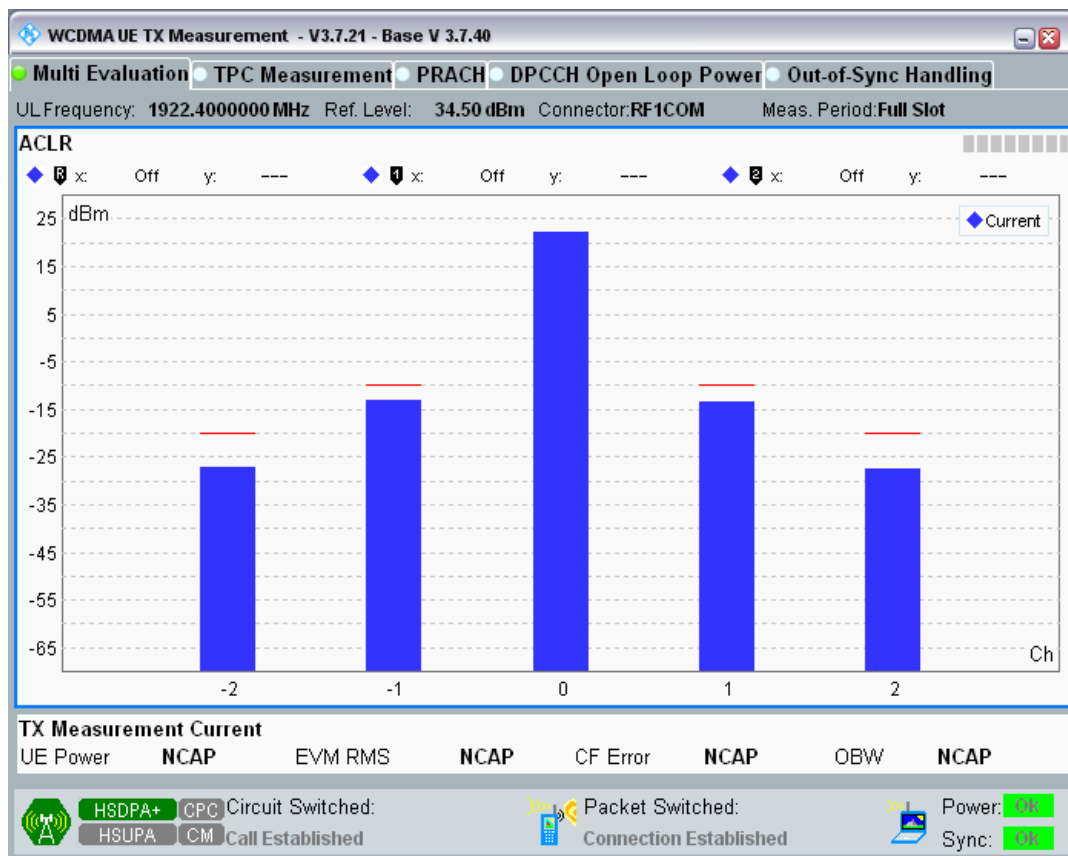 WCDMA UE TX Measurement - V3.7.21 - Base V 3.7.40
Multi Evaluation TPC Measurement PRACH DPCCH Open Loop Power Out-of-Sync Handling
UL Frequency: 1922.4000000 MHz Ref. Level: 34.50 dBm Connector:RF1COM Meas. Period:Full Slot
ACLR
R x: Off y: --- 1 x: Off y: --- 2 x: Off y: ---
dBm
Current
25
15
5
-5
-15
-25
-35
-45
-55
-65
Ch
-2 -1 0 1 2
TX Measurement Current
UE Power NCAP EVM RMS NCAP CF Error NCAP OBW NCAP
HSDPA+ CPC Circuit Switched: Packet Switched: Power: OK
HSUPA CM Call Established Connection Established Sync: OK